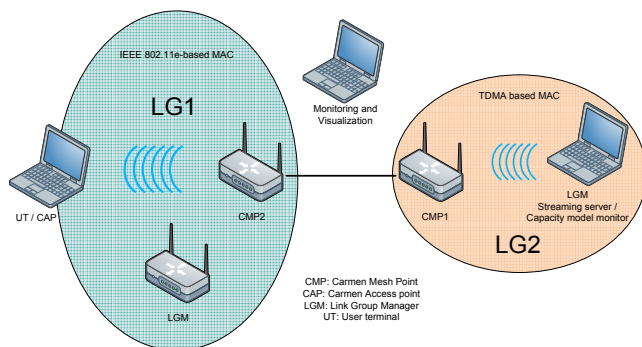 IEEE 802.11e-based MAC
LG1
UT / CAP
CMP2
LGM
Monitoring and
Visualization
TDMA based MAC
CMP1
LGM
Streaming server /
Capacity model monitor
LG2
CMP: Carmen Mesh Point
CAP: Carmen Access point
LGM: Link Group Manager
UT: User terminal